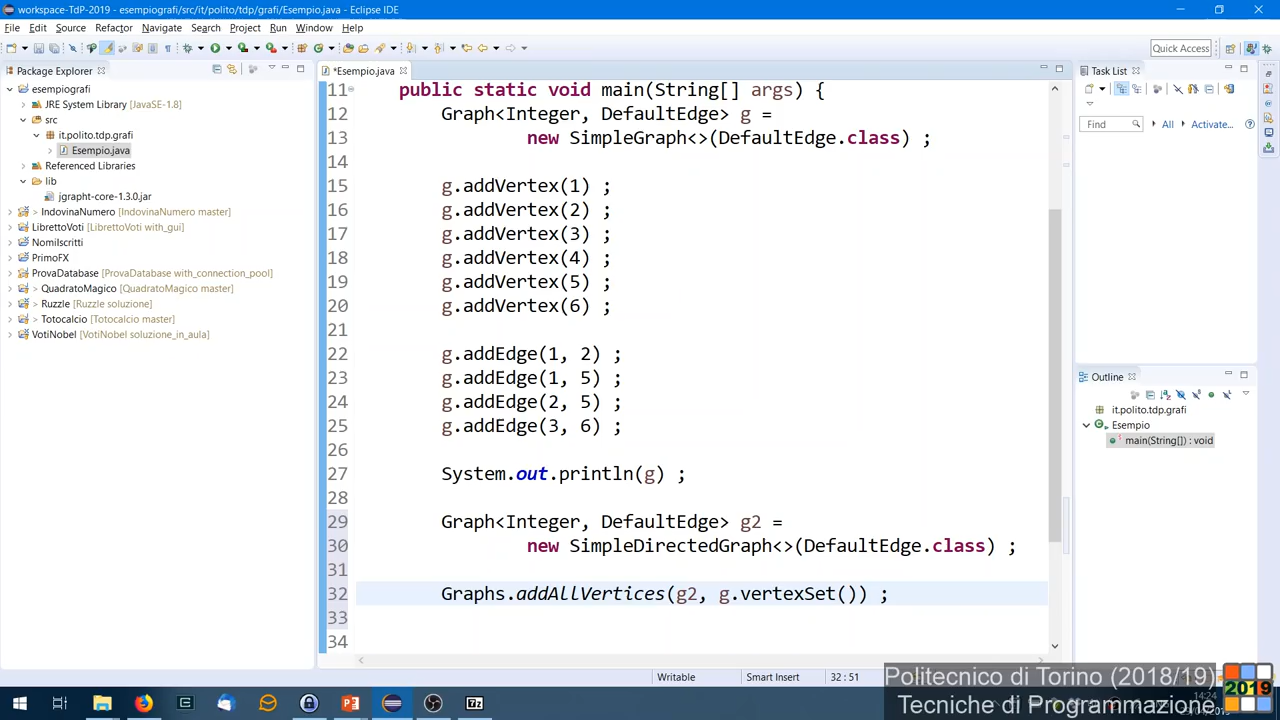 workspace-TdP-2019 - esempiografi/src/it/polito/tdp/grafi/Esempio.java - Eclipse IDE
File Edit Source Refactor Navigate Search Project Run Window Help
Quick Access
Package Explorer
esempiografi
JRE System Library [JavaSE-1.8]
src
it.polito.tdp.grafi
Esempio.java
Referenced Libraries
lib
jgrapht-core-1.3.0.jar
> IndovinaNumero [IndovinaNumero master]
LibrettoVoti [LibrettoVoti with_gui]
NomiIscritti
PrimoFX
ProvaDatabase [ProvaDatabase with_connection_pool]
> QuadratoMagico [QuadratoMagico master]
> Ruzzle [Ruzzle soluzione]
> Totocalcio [Totocalcio master]
VotiNobel [VotiNobel soluzione_in_aula]
*Esempio.java
11 public static void main(String[] args) {
12 Graph<Integer, DefaultEdge> g =
13 new SimpleGraph<>(DefaultEdge.class) ;
14
15 g.addVertex(1) ;
16 g.addVertex(2) ;
17 g.addVertex(3) ;
18 g.addVertex(4) ;
19 g.addVertex(5) ;
20 g.addVertex(6) ;
21
22 g.addEdge(1, 2) ;
23 g.addEdge(1, 5) ;
24 g.addEdge(2, 5) ;
25 g.addEdge(3, 6) ;
26
27 System.out.println(g) ;
28
29 Graph<Integer, DefaultEdge> g2 =
30 new SimpleDirectedGraph<>(DefaultEdge.class) ;
31
32 Graphs.addAllVertices(g2, g.vertexSet()) ;
33
34
Task List
Find All Activate...
Outline
it.polito.tdp.grafi
Esempio
main(String[]) : void
Writable Smart Insert 32 : 51
Politecnico di Torino (2018/19)
Tecniche di Programmazione
2019
14:24